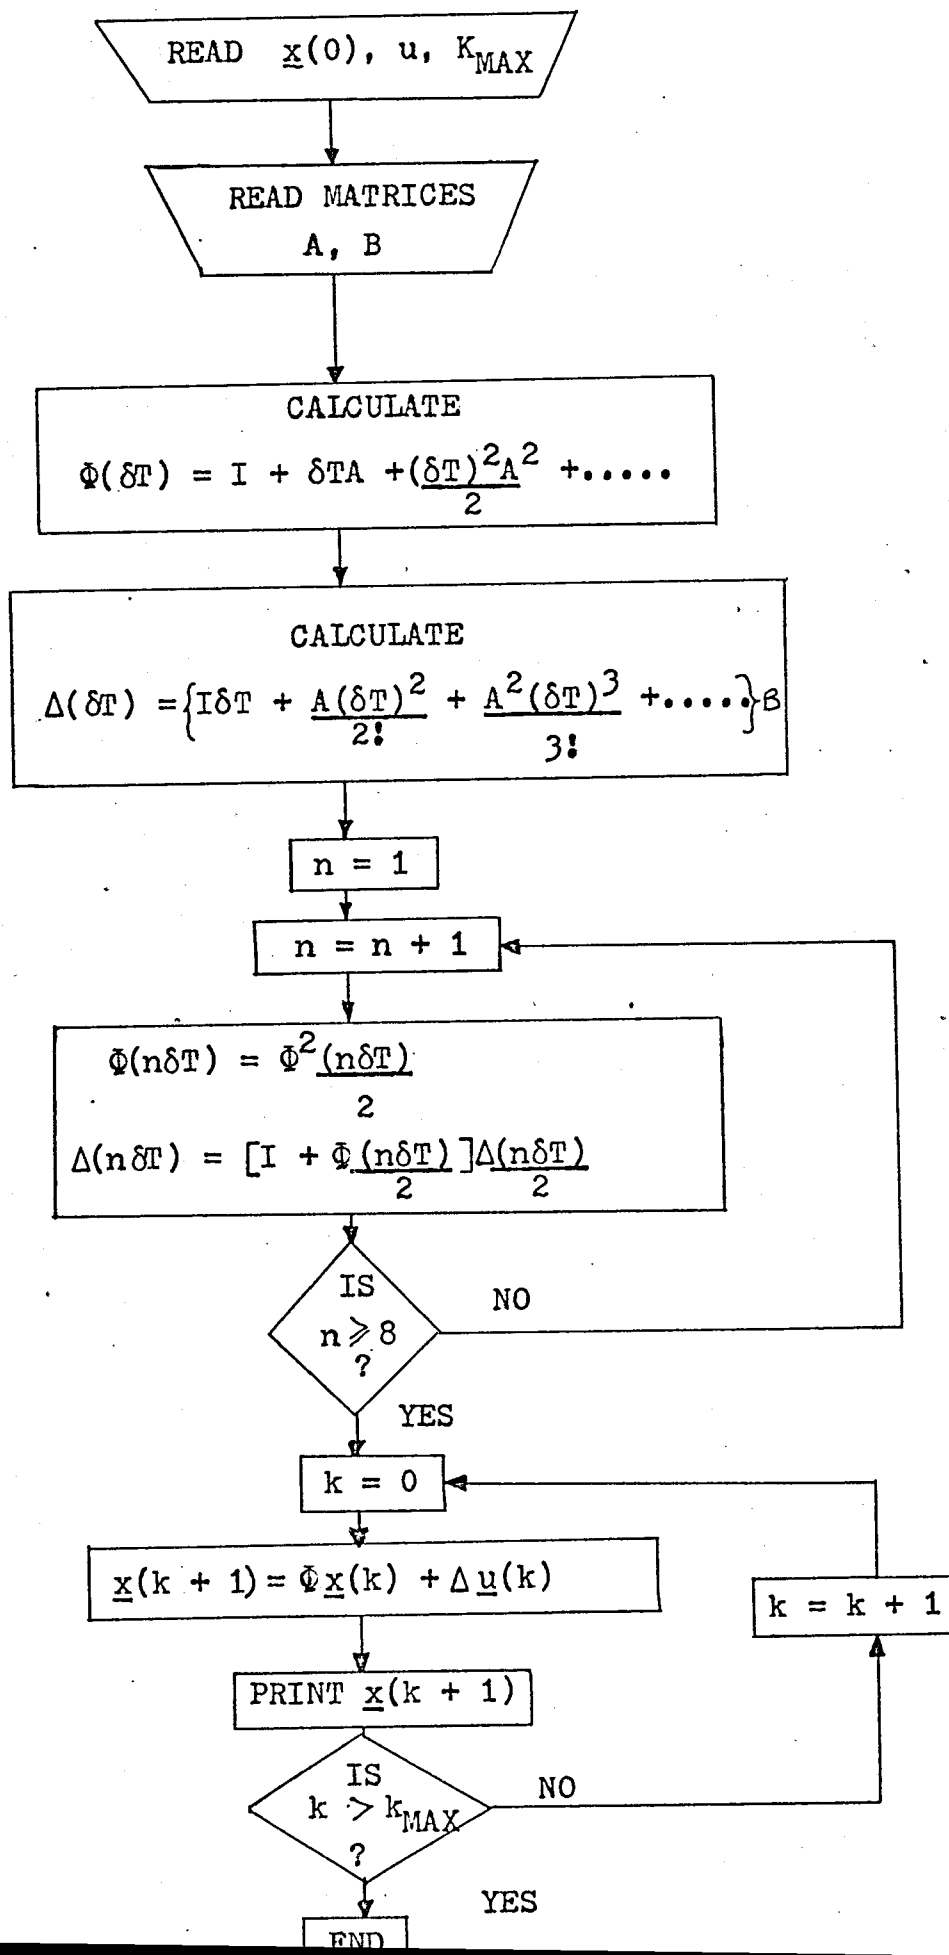 READ x̲(0), u, K_MAX
READ MATRICES
A, B
CALCULATE
Φ(δT) = I + δTA + (δT)²A²/2 + .....
CALCULATE
Δ(δT) = {IδT + A(δT)²/2! + A²(δT)³/3! + .....}B
n = 1
n = n + 1
Φ(nδT) = Φ²(nδT)/2
Δ(nδT) = [I + Φ(nδT)/2]Δ(nδT)/2
IS
n ⩾ 8
?
NO
YES
k = 0
x̲(k + 1) = Φx̲(k) + Δu̲(k)
k = k + 1
PRINT x̲(k + 1)
IS
k > k_MAX
?
NO
YES
END